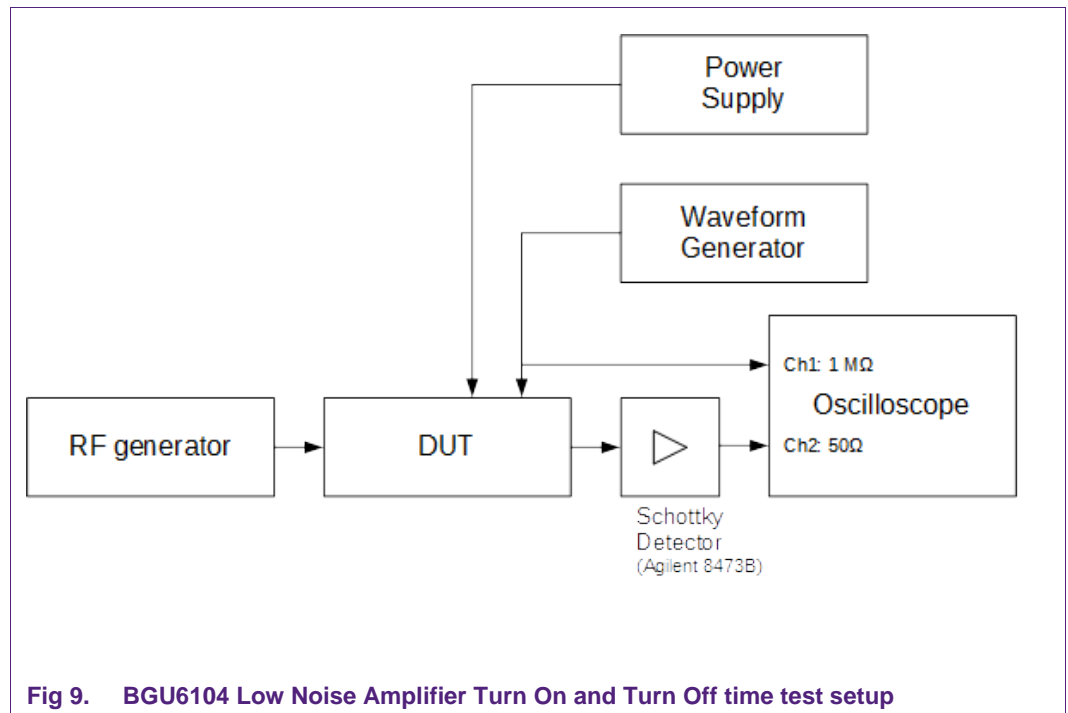 Power
Supply
Waveform
Generator
Ch1: 1 MΩ
Oscilloscope
Ch2: 50Ω
RF generator
DUT
Schottky
Detector
(Agilent 8473B)
Fig 9. BGU6104 Low Noise Amplifier Turn On and Turn Off time test setup